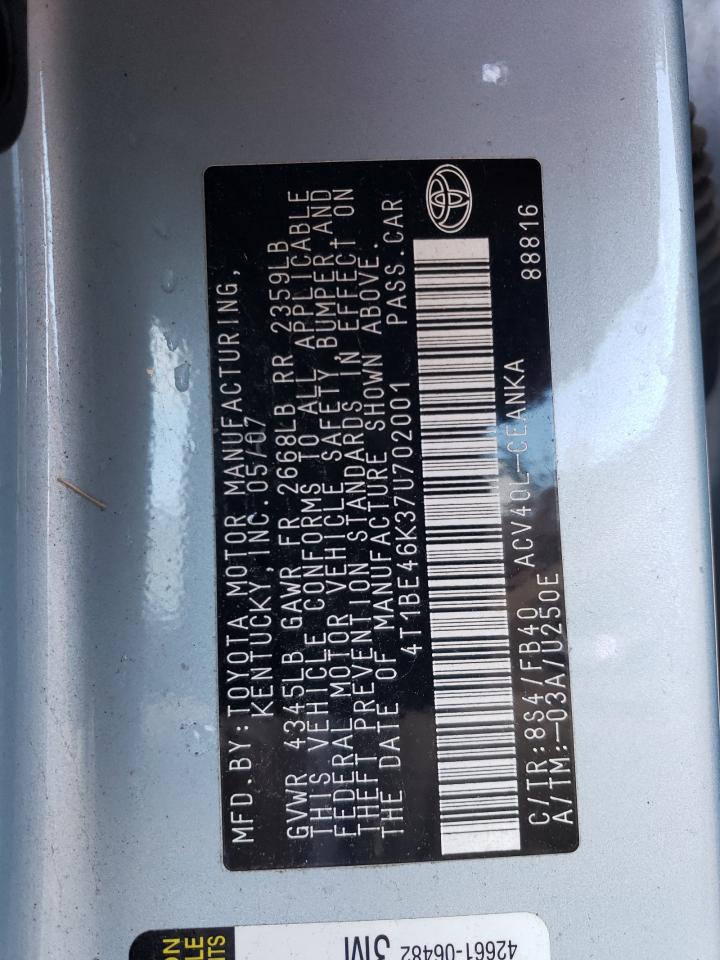 MFD.BY:TOYOTA MOTOR MANUFACTURING,
KENTUCKY,INC 05/07
GVWR 4345LB GAWR FR 2668LB RR 2359LB
THIS VEHICLE CONFORMS TO ALL APPLICABLE
FEDERAL MOTOR VEHICLE SAFETY, BUMPER AND
THEFT PREVENTION STANDARDS IN EFFECT ON
THE DATE OF MANUFACTURE SHOWN ABOVE.
4T1BE46K37U702001 PASS.CAR
C/TR:8S4/FB40 ACV40L-CEANKA 88816
A/TM:-03A/U250E
42661-06482
3M